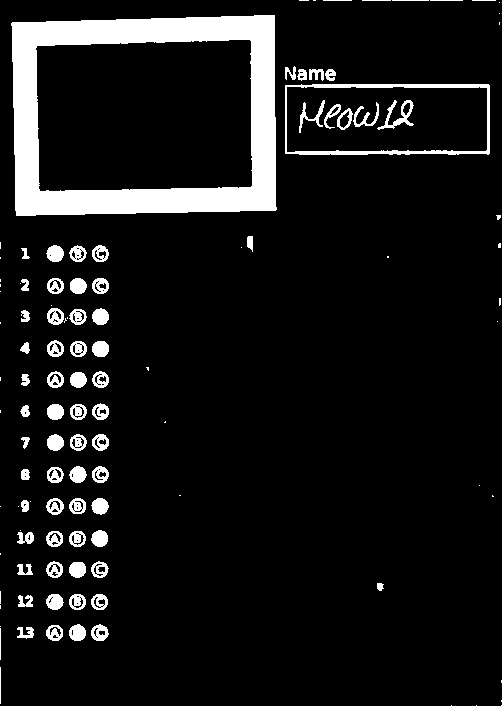 Name
Meow12
1 B C
2 A C
3 A B
4 A B
5 A C
6 B C
7 B C
8 A C
9 A B
10 A B
11 A C
12 B C
13 A C